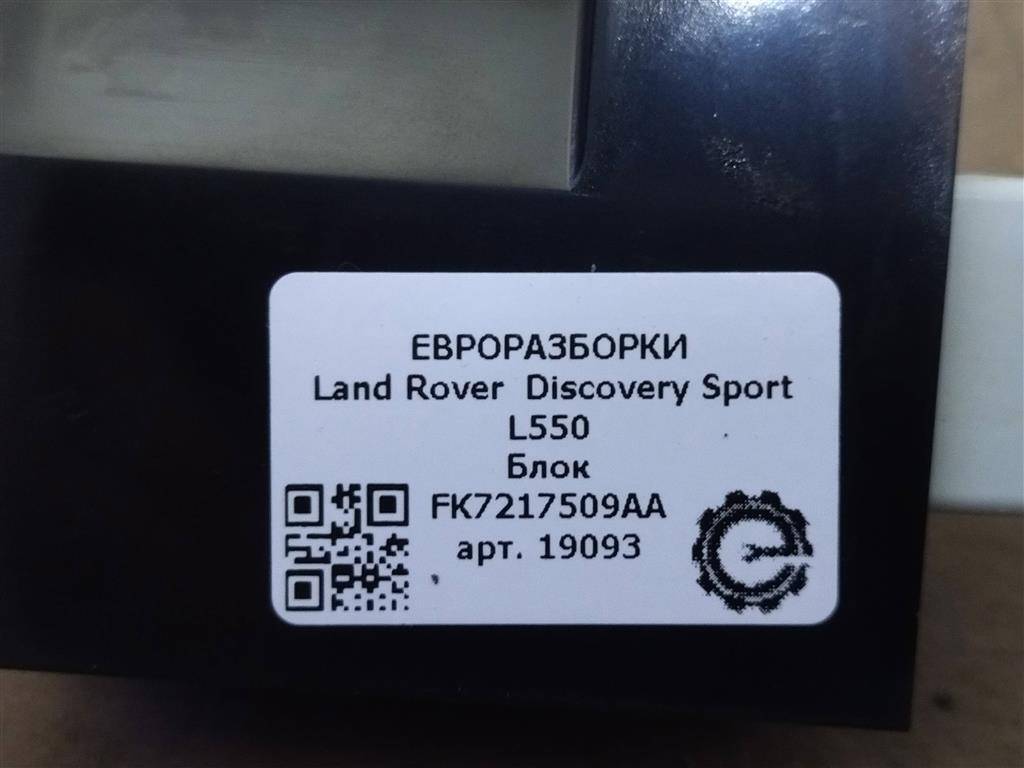 ЕВРОРАЗБОРКИ
Land Rover Discovery Sport
L550
Блок
FK7217509AA
арт. 19093